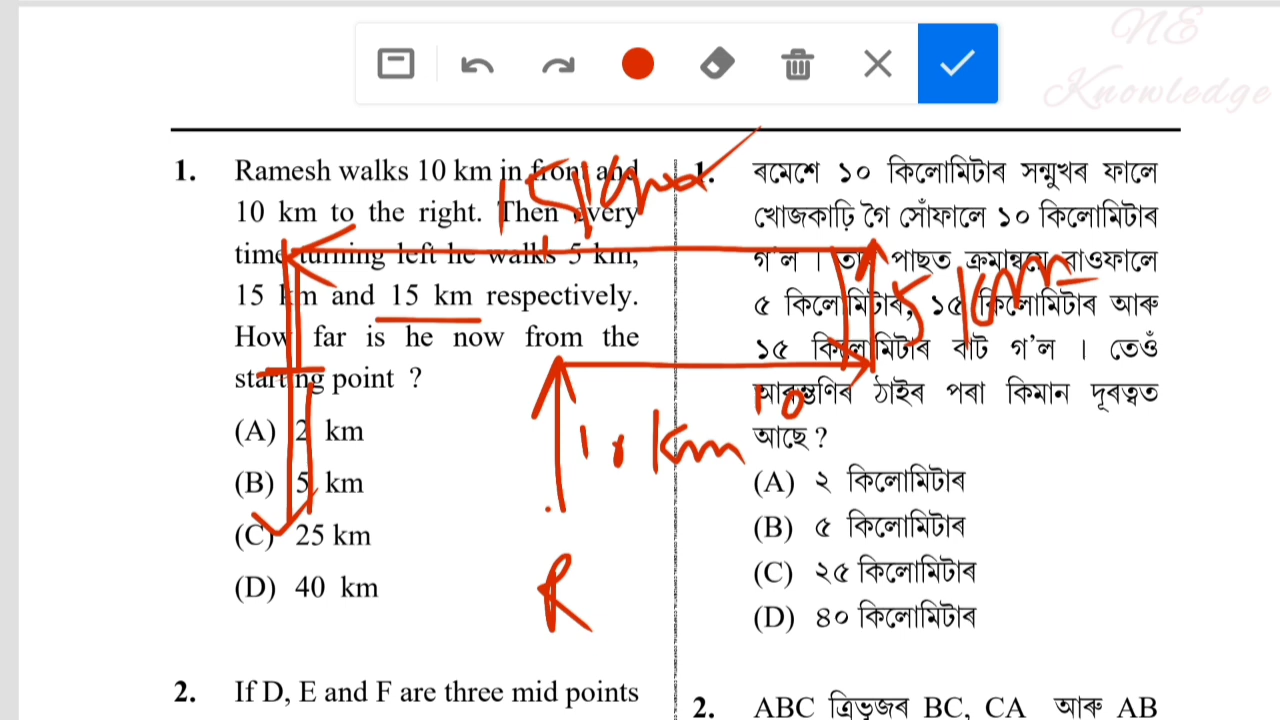 NE
Knowledge
1. Ramesh walks 10 km in front and
10 km to the right. Then every
time turning left he walks 5 km,
15 km and 15 km respectively.
How far is he now from the
starting point ?
(A) 2 km
(B) 5 km
(C) 25 km
(D) 40 km
2. If D, E and F are three mid points
1. ৰমেশে ১০ কিলোমিটাৰ সন্মুখৰ ফালে
খোজকাঢ়ি গৈ সোঁফালে ১০ কিলোমিটাৰ
গ'ল । তাৰ পাছত ক্ৰমান্বয়ে বাওঁফালে
৫ কিলোমিটাৰ, ১৫ কিলোমিটাৰ আৰু
১৫ কিলোমিটাৰ বাট গ'ল । তেওঁ
আৰম্ভণিৰ ঠাইৰ পৰা কিমান দূৰত্বত
আছে ?
(A) ২ কিলোমিটাৰ
(B) ৫ কিলোমিটাৰ
(C) ২৫ কিলোমিটাৰ
(D) ৪০ কিলোমিটাৰ
2. ABC ত্ৰিভূজৰ BC, CA আৰু AB
15
5 km
10
10 km
R